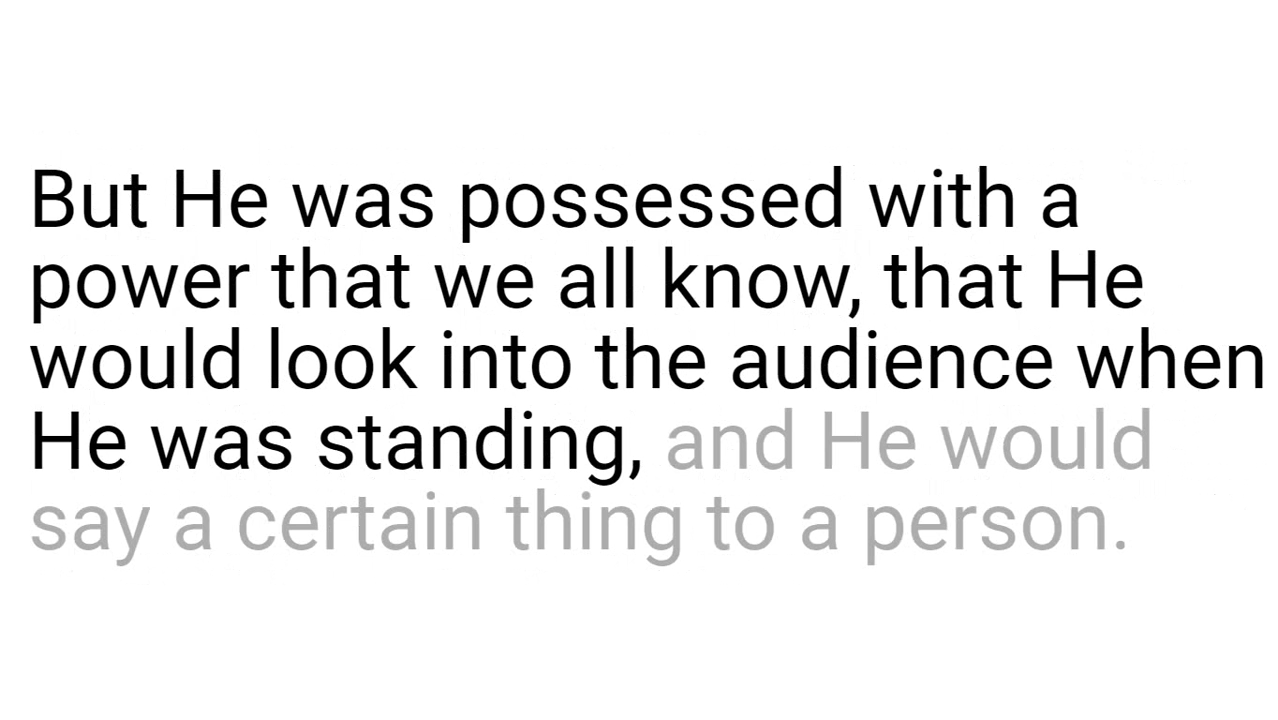 But He was possessed with a
power that we all know, that He
would look into the audience when
He was standing, and He would
say a certain thing to a person.